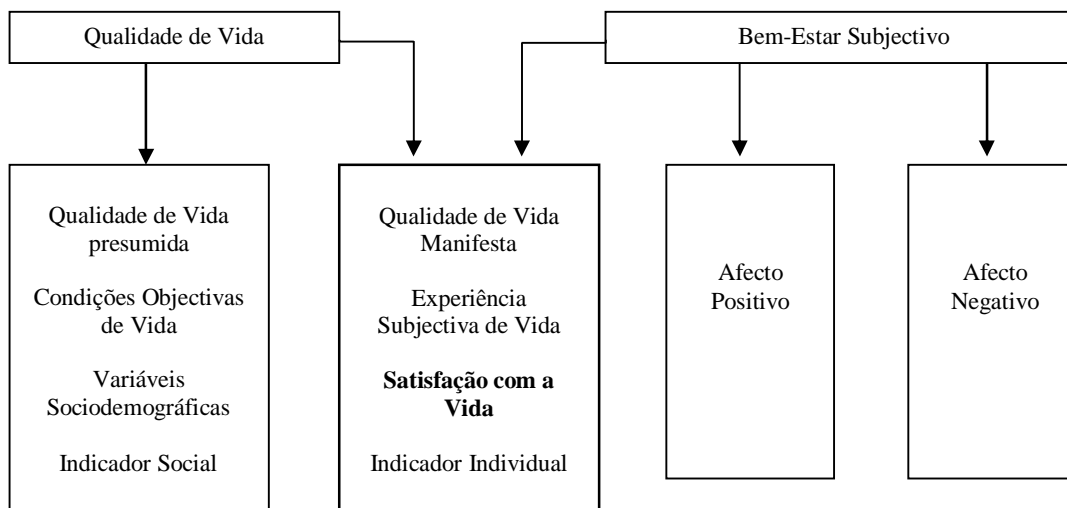 Qualidade de Vida
Bem-Estar Subjectivo
Qualidade de Vida
presumida
Condições Objectivas
de Vida
Variáveis
Sociodemográficas
Indicador Social
Qualidade de Vida
Manifesta
Experiência
Subjectiva de Vida
Satisfação com a
Vida
Indicador Individual
Afecto
Positivo
Afecto
Negativo